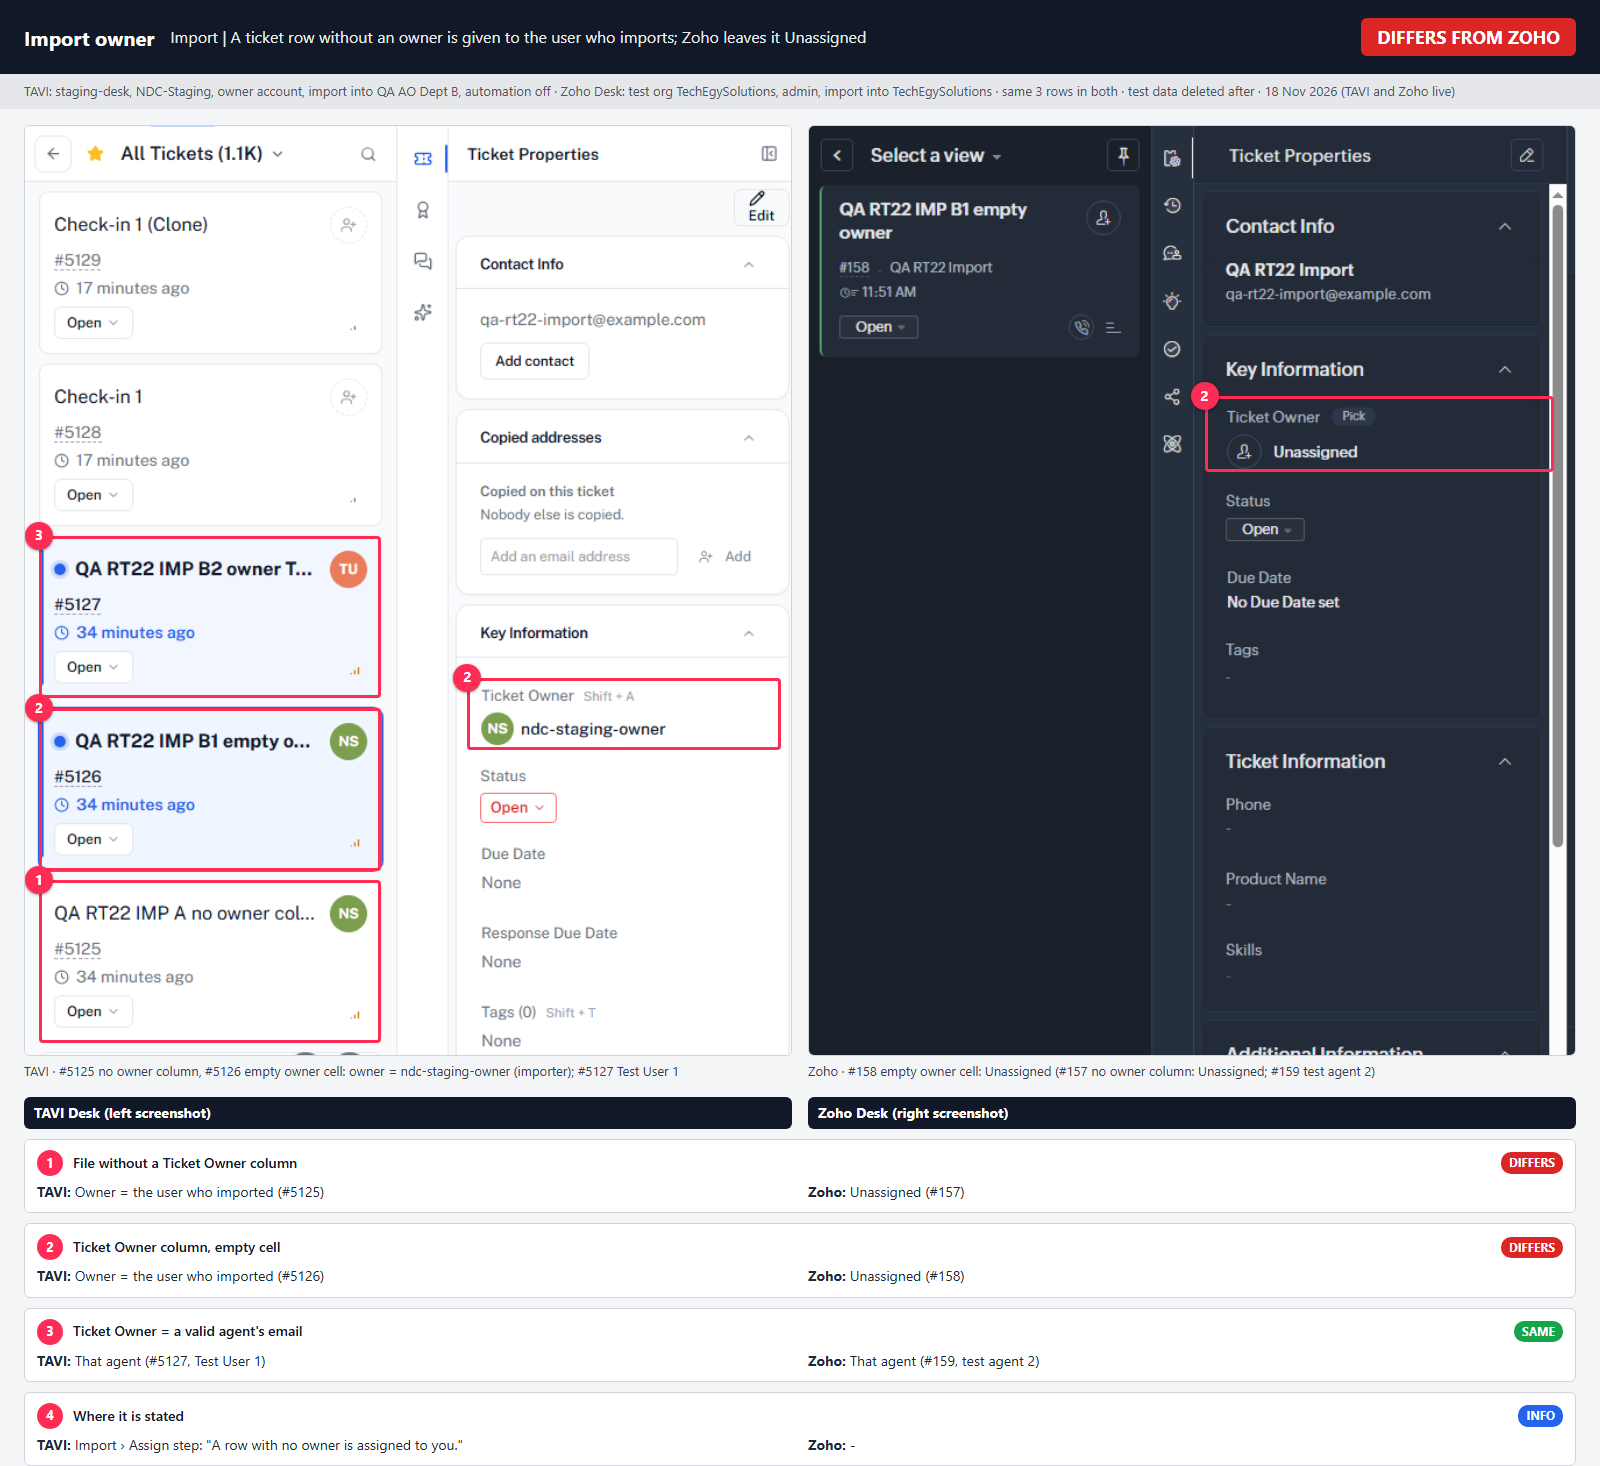 Import owner
Import | A ticket row without an owner is given to the user who imports; Zoho leaves it Unassigned
DIFFERS FROM ZOHO
TAVI: staging-desk, NDC-Staging, owner account, import into QA AO Dept B, automation off · Zoho Desk: test org TechEgySolutions, admin, import into TechEgySolutions · same 3 rows in both · test data deleted after · 18 Nov 2026 (TAVI and Zoho live)
All Tickets (1.1K)
Check-in 1 (Clone)
#5129
17 minutes ago
Open
Check-in 1
#5128
17 minutes ago
Open
3
QA RT22 IMP B2 owner T...
TU
#5127
34 minutes ago
Open
2
QA RT22 IMP B1 empty o...
NS
#5126
34 minutes ago
Open
1
QA RT22 IMP A no owner col...
NS
#5125
34 minutes ago
Open
Ticket Properties
Edit
Contact Info
qa-rt22-import@example.com
Add contact
Copied addresses
Copied on this ticket
Nobody else is copied.
Add an email address
Add
Key Information
2
Ticket Owner Shift + A
NS ndc-staging-owner
Status
Open
Due Date
None
Response Due Date
None
Tags (0) Shift + T
None
Select a view
QA RT22 IMP B1 empty
owner
#158 . QA RT22 Import
11:51 AM
Open
Ticket Properties
Contact Info
QA RT22 Import
qa-rt22-import@example.com
Key Information
2
Ticket Owner Pick
Unassigned
Status
Open
Due Date
No Due Date set
Tags
-
Ticket Information
Phone
-
Product Name
-
Skills
-
Additional Information
TAVI · #5125 no owner column, #5126 empty owner cell: owner = ndc-staging-owner (importer); #5127 Test User 1
Zoho · #158 empty owner cell: Unassigned (#157 no owner column: Unassigned; #159 test agent 2)
TAVI Desk (left screenshot)
Zoho Desk (right screenshot)
1 File without a Ticket Owner column
DIFFERS
TAVI: Owner = the user who imported (#5125)
Zoho: Unassigned (#157)
2 Ticket Owner column, empty cell
DIFFERS
TAVI: Owner = the user who imported (#5126)
Zoho: Unassigned (#158)
3 Ticket Owner = a valid agent's email
SAME
TAVI: That agent (#5127, Test User 1)
Zoho: That agent (#159, test agent 2)
4 Where it is stated
INFO
TAVI: Import › Assign step: "A row with no owner is assigned to you."
Zoho: -